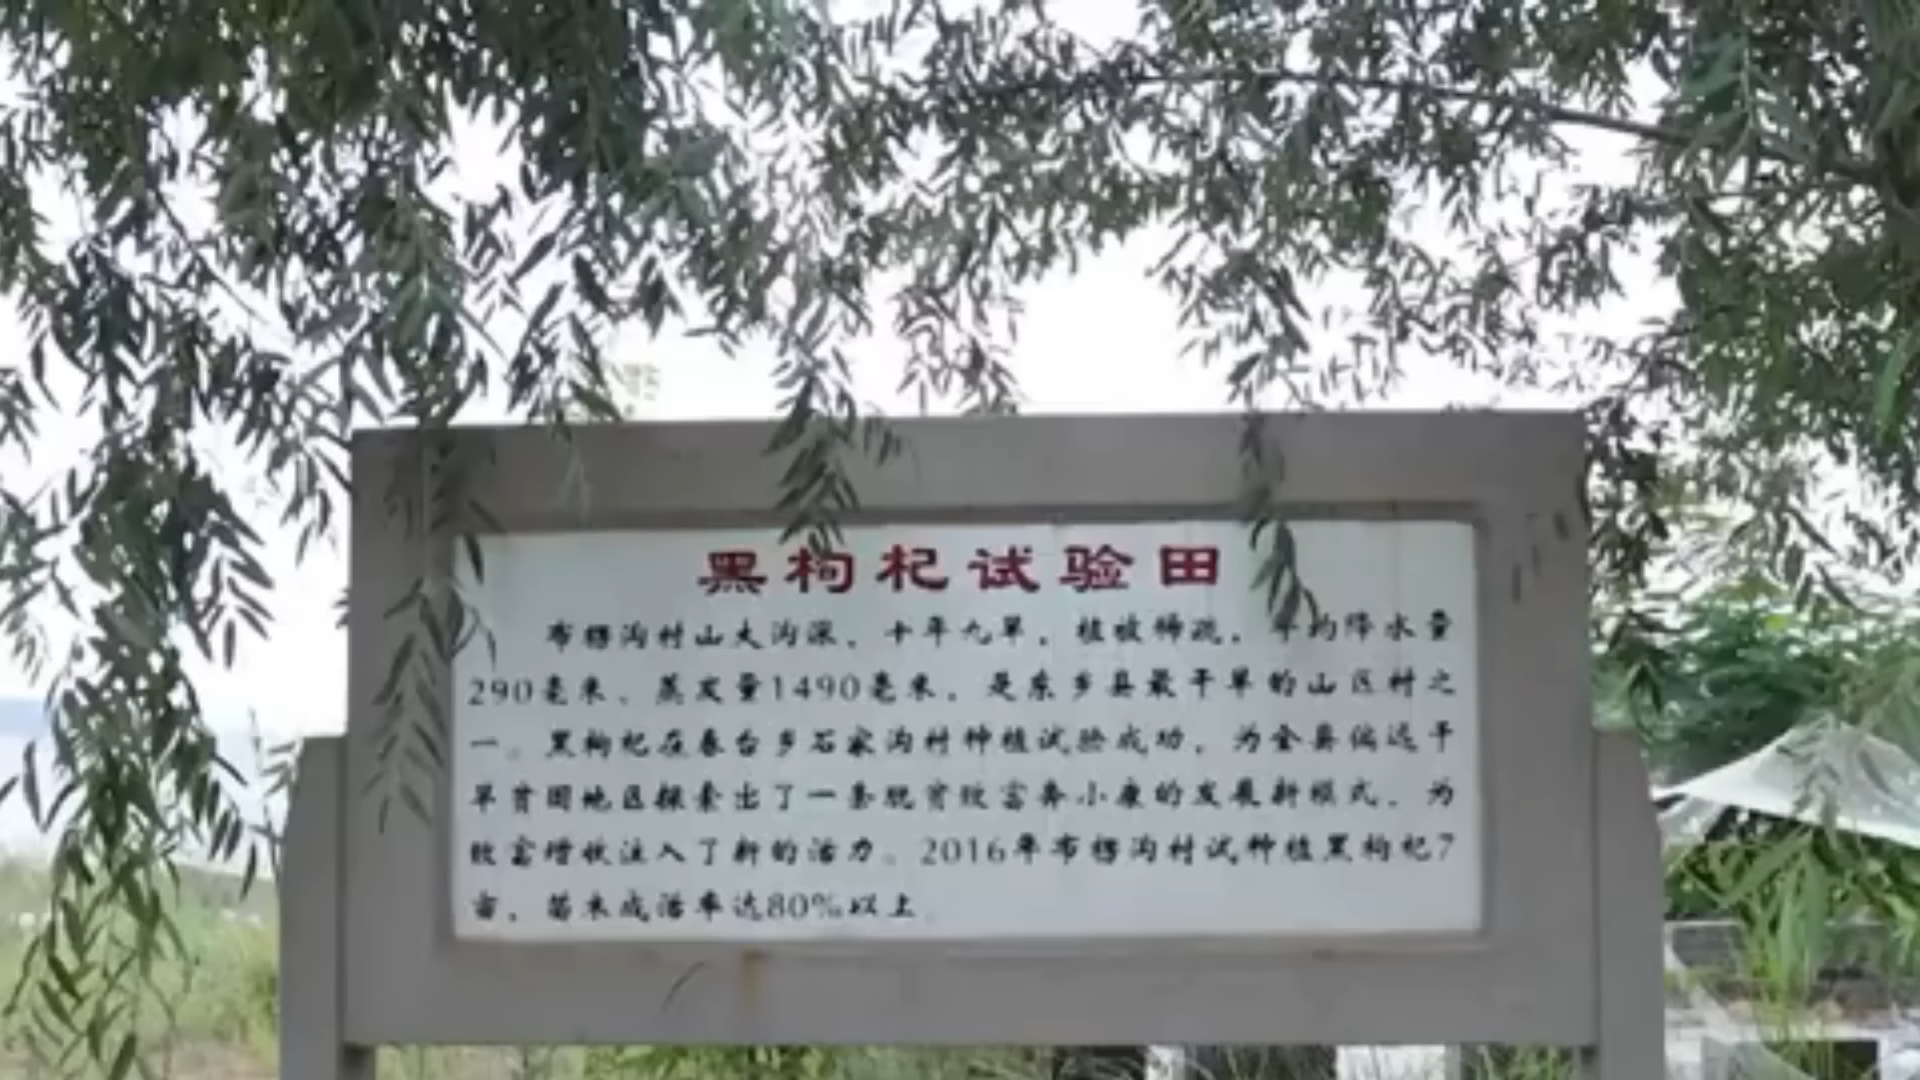 黑枸杞试验田
布楞沟村山大沟深，十年九旱，植被稀疏，年均降水量
290毫米、蒸发量1490毫米，是东乡县最干旱的山区村之
一。黑枸杞在春台乡石家沟村种植试验成功，为全县偏远干
旱贫困地区探索出了一条脱贫致富奔小康的发展新模式，为
致富增收注入了新的活力。2016年布楞沟村试种植黑枸杞7
亩，苗木成活率达80%以上。